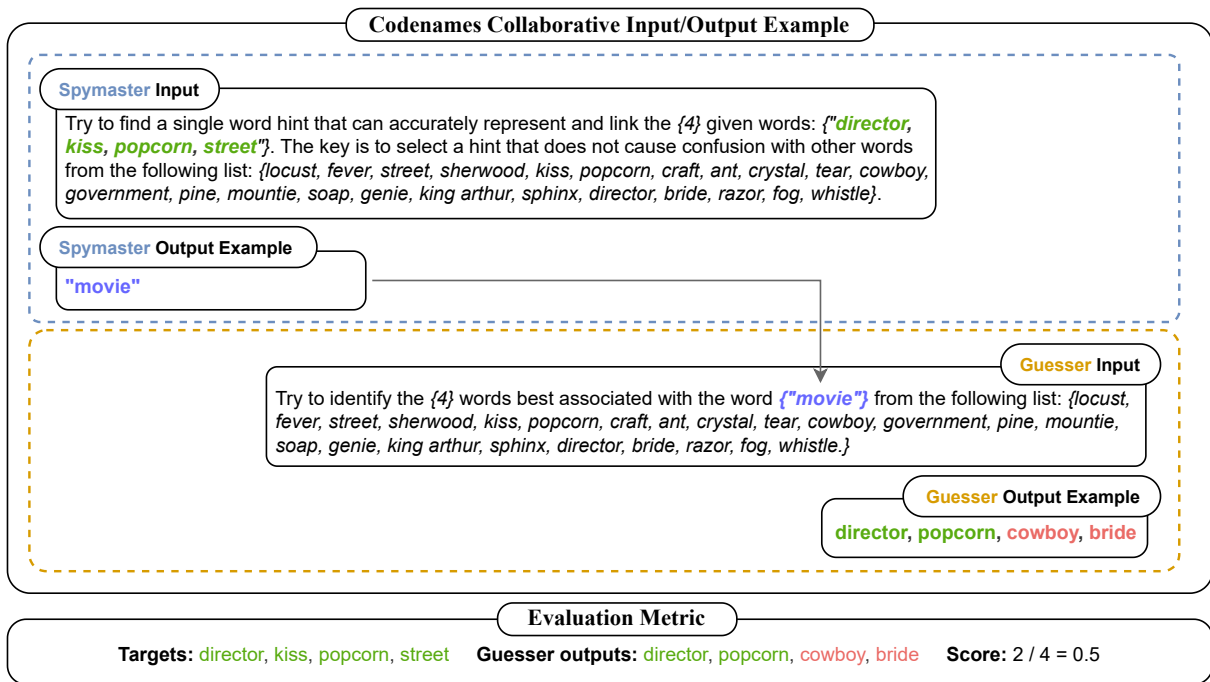 Codenames Collaborative Input/Output Example
Spymaster Input
Try to find a single word hint that can accurately represent and link the {4} given words: {"director,
kiss, popcorn, street"}. The key is to select a hint that does not cause confusion with other words
from the following list: {locust, fever, street, sherwood, kiss, popcorn, craft, ant, crystal, tear, cowboy,
government, pine, mountie, soap, genie, king arthur, sphinx, director, bride, razor, fog, whistle}.
Spymaster Output Example
"movie"
Guesser Input
Try to identify the {4} words best associated with the word {"movie"} from the following list: {locust,
fever, street, sherwood, kiss, popcorn, craft, ant, crystal, tear, cowboy, government, pine, mountie,
soap, genie, king arthur, sphinx, director, bride, razor, fog, whistle.}
Guesser Output Example
director, popcorn, cowboy, bride
Evaluation Metric
Targets: director, kiss, popcorn, street Guesser outputs: director, popcorn, cowboy, bride Score: 2 / 4 = 0.5